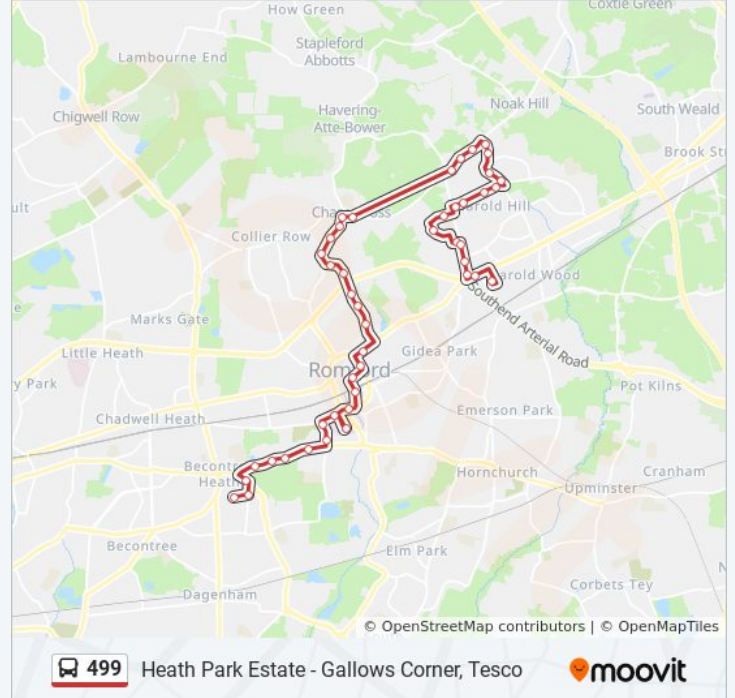 How Green
Coxtie Green
Stapleford
Abbotts
Lambourne End
Noak Hill
South Weald
Havering-
Atte-Bower
Chigwell Row
Brook St
ult
Harold Hill
Collier Row
Harold Wood
e
Southend Arterial Road
Marks Gate
Little Heath
Gidea Park
Romford
y Park
Pot Kilns
Chadwell Heath
Emerson Park
Becontree
Heath
Hornchurch
Cranham
Upminster
Becontree
Elm Park
N
Corbets Tey
Dagenham
© OpenStreetMap contributors | © OpenMapTiles
499 Heath Park Estate - Gallows Corner, Tesco moovit